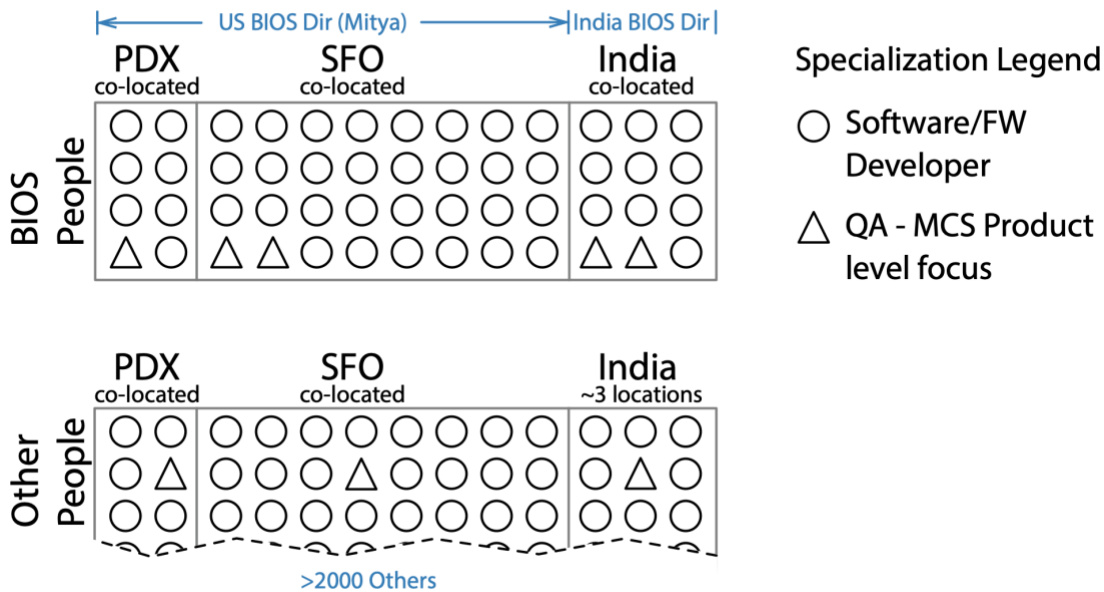 US BIOS Dir (Mitya) India BIOS Dir
PDX SFO India
co-located co-located co-located
BIOS
People
Specialization Legend
Software/FW
Developer
QA - MCS Product
level focus
PDX SFO India
co-located co-located ~3 locations
Other
People
>2000 Others